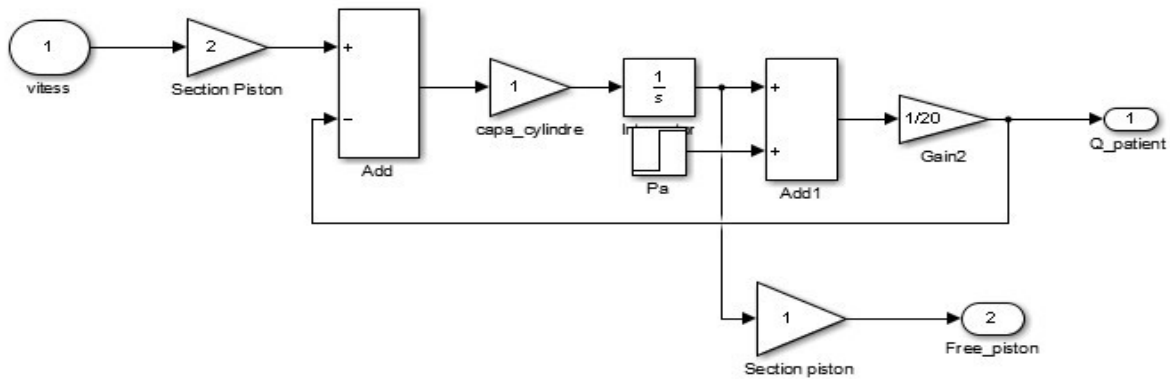 1
vitess
2
Section Piston
+
−
Add
1
capa_cylindre
1
s
Pa
+
+
Add1
1/20
Gain2
1
Q_patient
1
Section piston
2
Free_piston